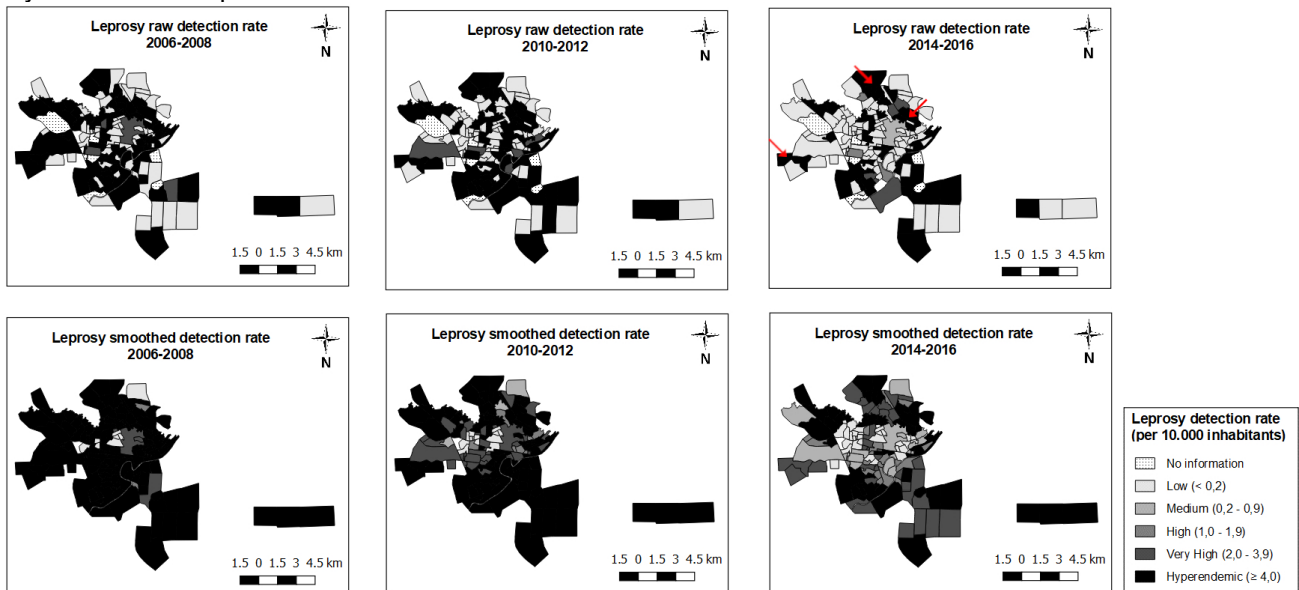 Leprosy raw detection rate
2006-2008
N
1.5 0 1.5 3 4.5 km
Leprosy raw detection rate
2010-2012
N
1.5 0 1.5 3 4.5 km
Leprosy raw detection rate
2014-2016
N
1.5 0 1.5 3 4.5 km
Leprosy smoothed detection rate
2006-2008
N
1.5 0 1.5 3 4.5 km
Leprosy smoothed detection rate
2010-2012
N
1.5 0 1.5 3 4.5 km
Leprosy smoothed detection rate
2014-2016
N
1.5 0 1.5 3 4.5 km
Leprosy detection rate
(per 10.000 inhabitants)
No information
Low (< 0,2)
Medium (0,2 - 0,9)
High (1,0 - 1,9)
Very High (2,0 - 3,9)
Hyperendemic (≥ 4,0)